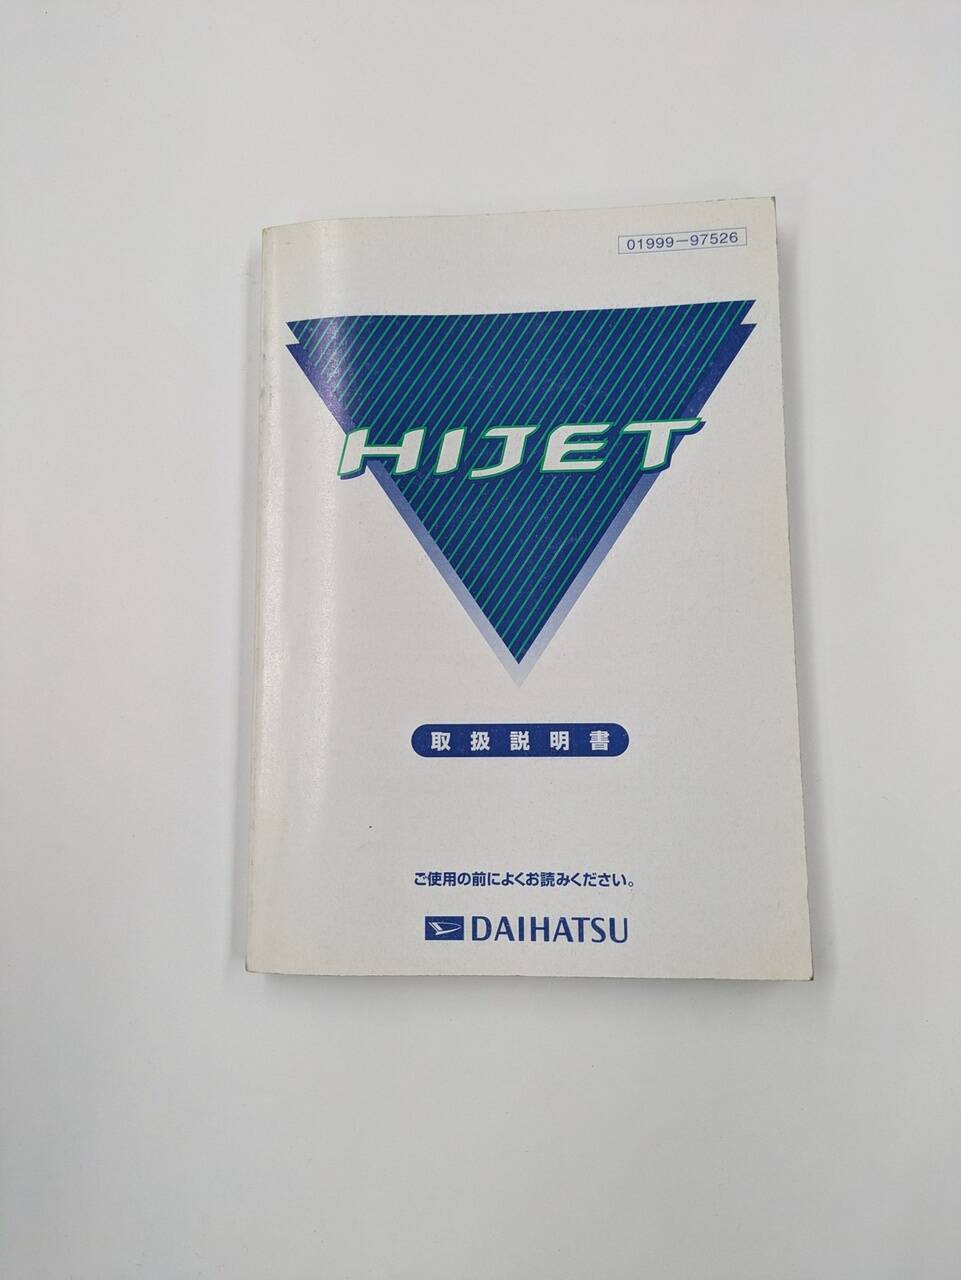 01999-97526
HIJET
取扱説明書
ご使用の前によくお読みください。
DAIHATSU